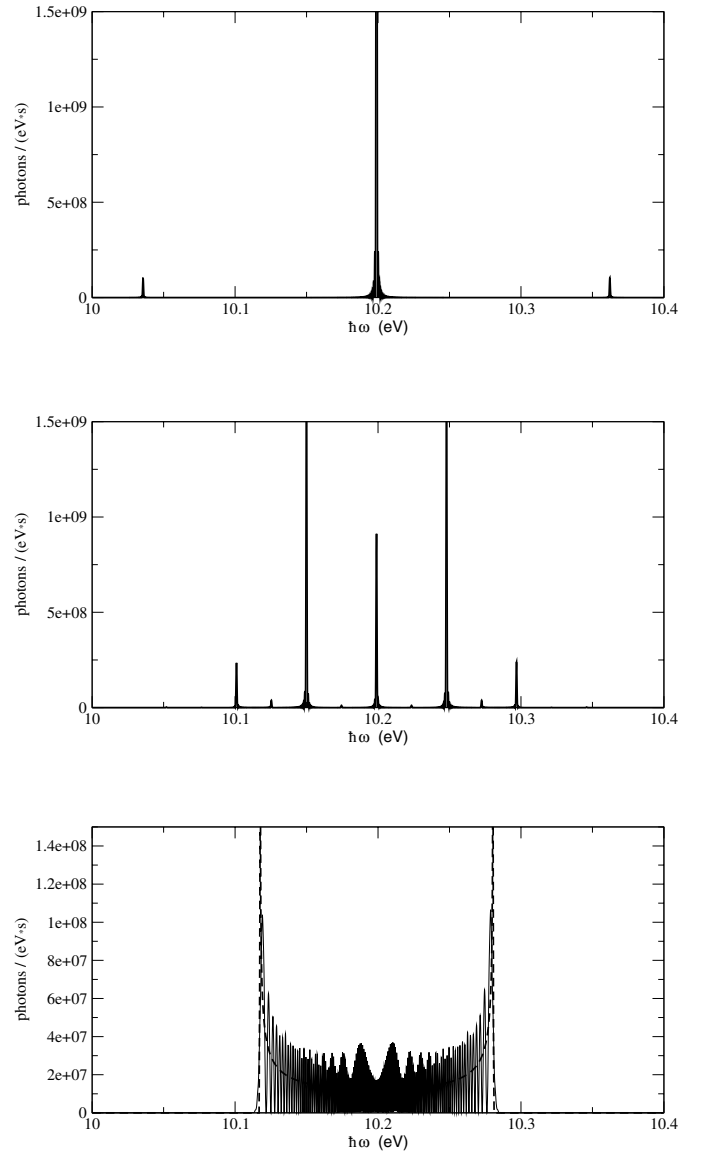 1.5e+09
1e+09
5e+08
0
photons / (eV*s)
10 10.1 10.2 10.3 10.4
ħω (eV)
1.5e+09
1e+09
5e+08
0
photons / (eV*s)
10 10.1 10.2 10.3 10.4
ħω (eV)
1.4e+08
1.2e+08
1e+08
8e+07
6e+07
4e+07
2e+07
0
photons / (eV*s)
10 10.1 10.2 10.3 10.4
ħω (eV)